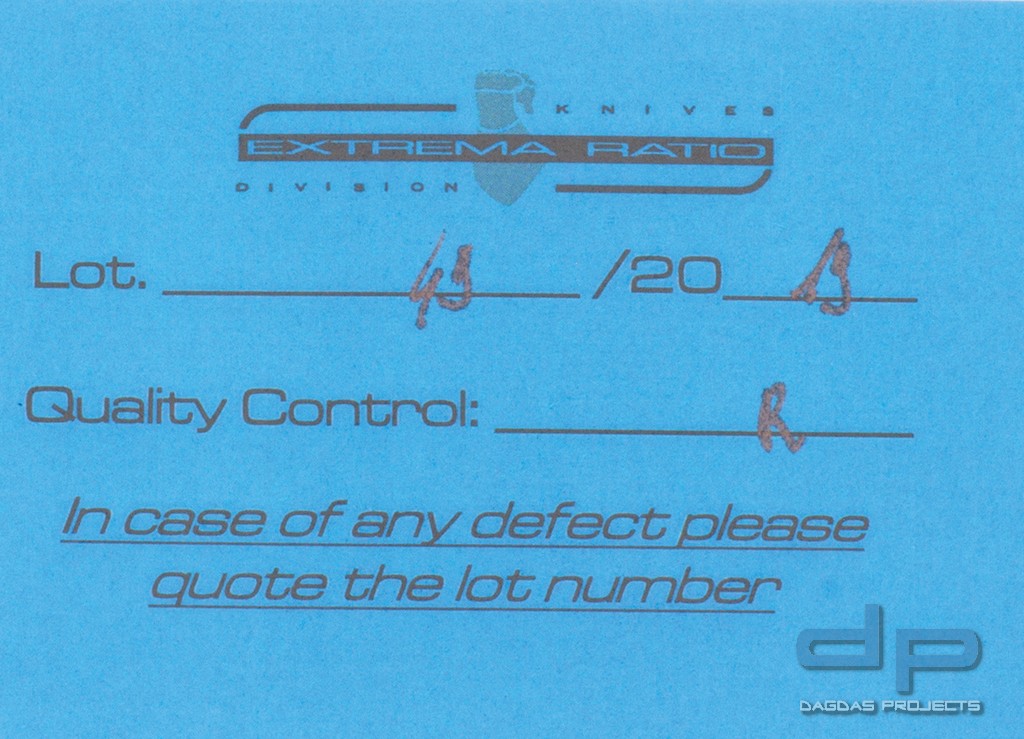 KNIVES
EXTREMA RATIO
DIVISION
Lot. /20
Quality Control: R
In case of any defect please
quote the lot number
dp
DAGDAS PROJECTS